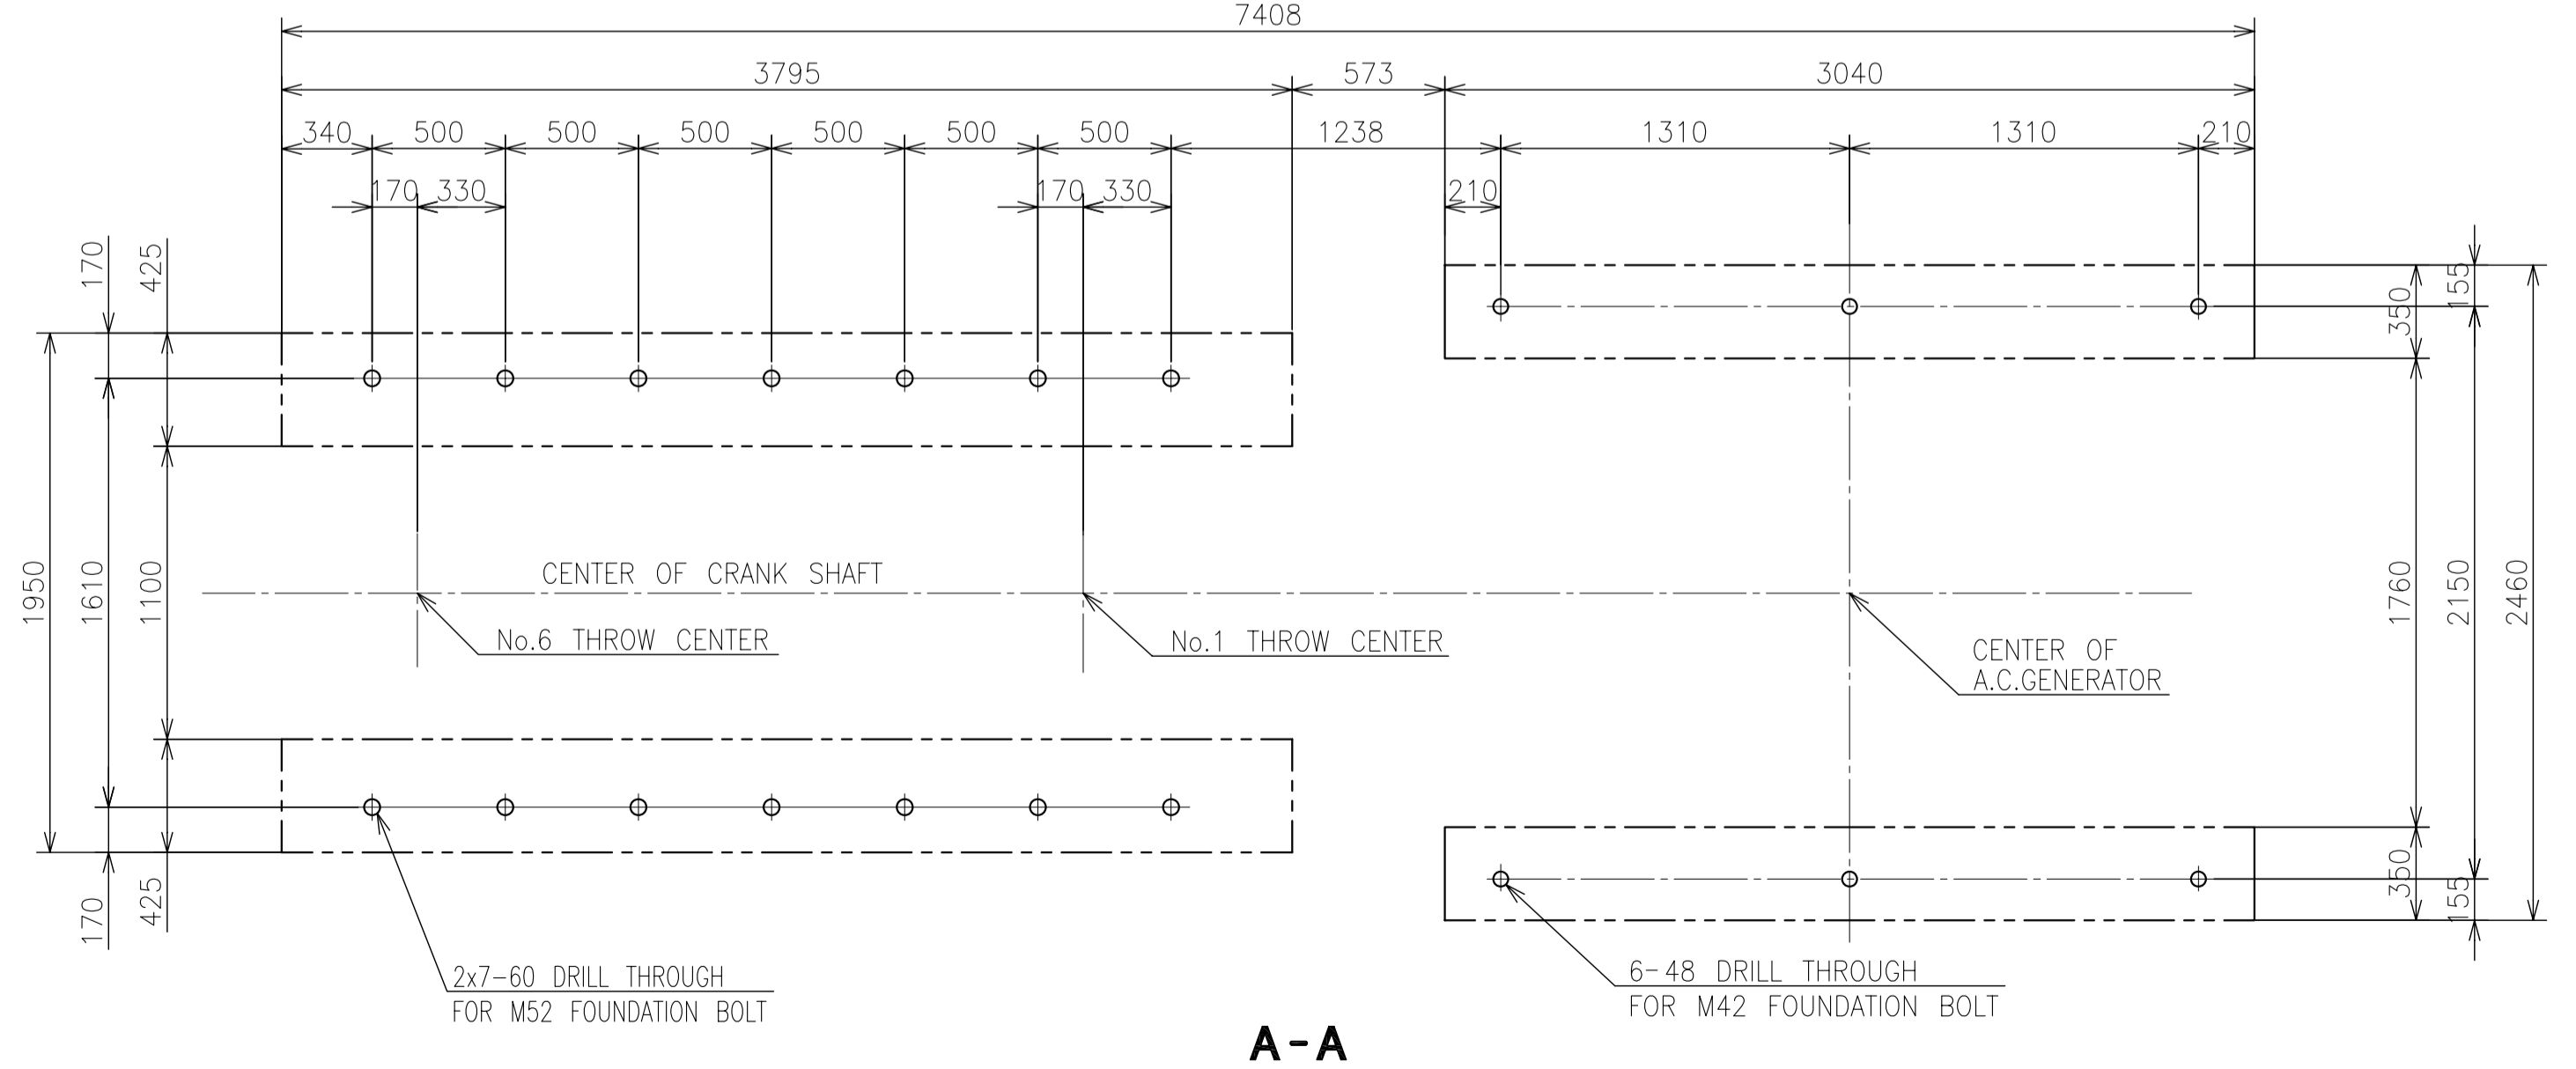 7408
3795 573 3040
340 500 500 500 500 500 500 1238 1310 1310 210
170 330 170 330 210
170 425
350 155
1950 1610 1100
CENTER OF CRANK SHAFT
1760 2150 2460
No.6 THROW CENTER
No.1 THROW CENTER
CENTER OF
A.C.GENERATOR
170 425
350 155
2x7-60 DRILL THROUGH
FOR M52 FOUNDATION BOLT
6-48 DRILL THROUGH
FOR M42 FOUNDATION BOLT
A-A